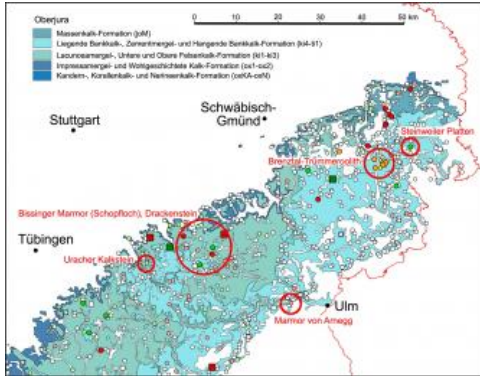 Oberjura
Massenkalk-Formation (joM)
Liegende Bankkalk-, Zementmergel- und Hangende Bankkalk-Formation (ki4-ti1)
Lacunosamergel-, Untere und Obere Felsenkalk-Formation (ki1-ki3)
Impressamergel- und Wohlgeschichtete Kalk-Formation (ox1-ox2)
Kandern-, Korallenkalk- und Nerineenkalk-Formation (oxKA-oxN)
0 10 20 30 40 50 km
Schwäbisch-
Gmünd
Stuttgart
Steinweiler Platten
Brenztal-Trümmeroolith
Bissinger Marmor (Schopfloch), Drackenstein
Tübingen
Uracher Kalkstein
Ulm
Marmor von Arnegg